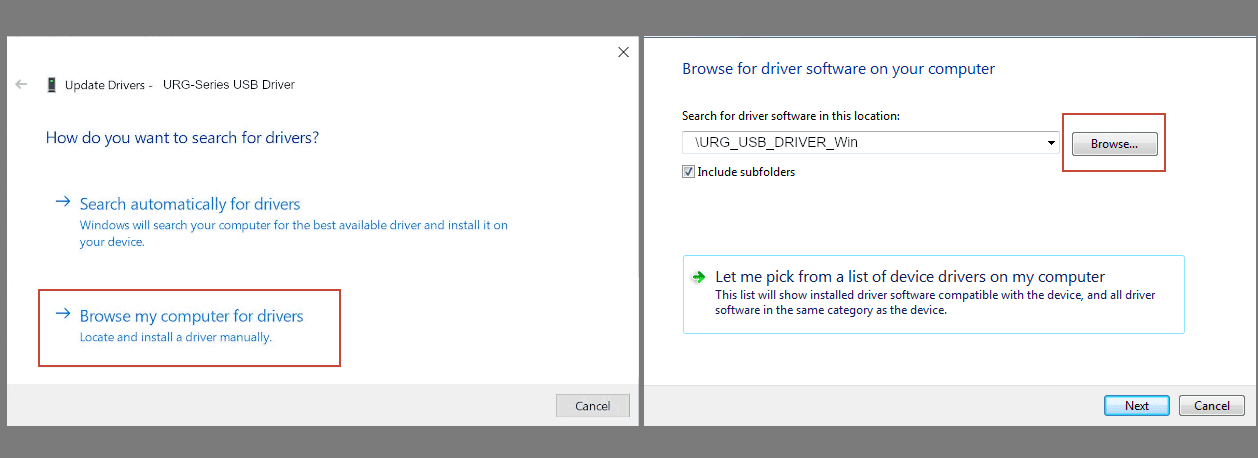 Update Drivers - URG-Series USB Driver
How do you want to search for drivers?
Search automatically for drivers
Windows will search your computer for the best available driver and install it on
your device.
Browse my computer for drivers
Locate and install a driver manually.
Cancel
Browse for driver software on your computer
Search for driver software in this location:
\URG_USB_DRIVER_Win
Browse...
Include subfolders
Let me pick from a list of device drivers on my computer
This list will show installed driver software compatible with the device, and all driver
software in the same category as the device.
Next
Cancel